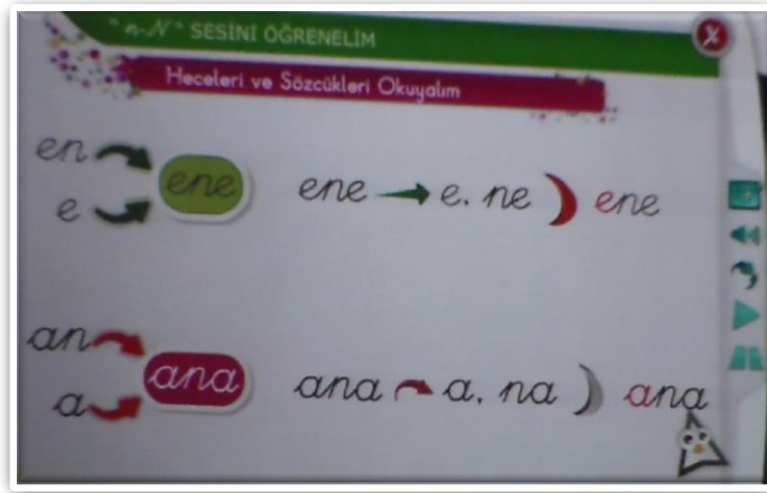 "n-N" SESİNİ ÖĞRENELİM
X
Heceleri ve Sözcükleri Okuyalım
en
e
ene
ene → e. ne ) ene
an
a
ana
ana → a. na ) ana